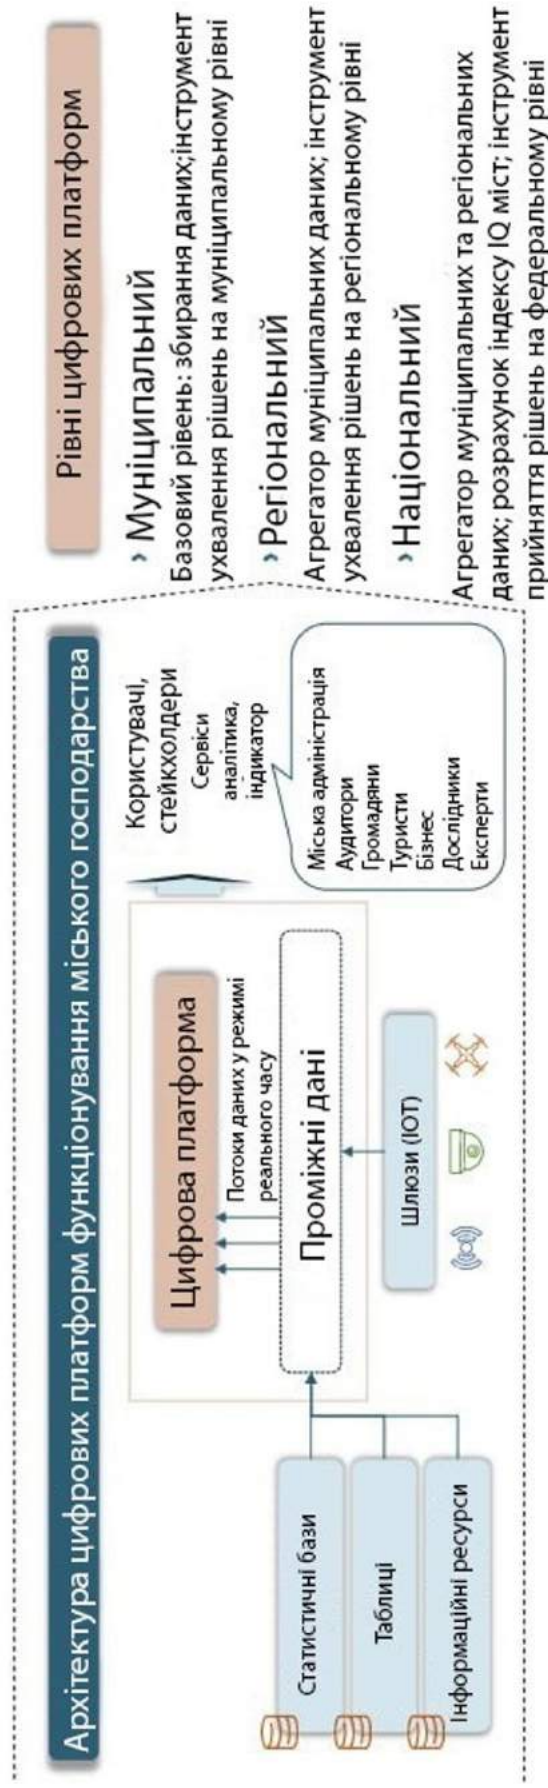 Архітектура цифрових платформ функціонування міського господарства
Статистичні бази
Таблиці
Інформаційні ресурси
Цифрова платформа
Потоки даних у режимі
реального часу
Проміжні дані
Шлюзи (ІОТ)
Користувачі,
стейкхолдери
Сервіси
аналітика,
індикатор
Міська адміністрація
Аудитори
Громадяни
Туристи
Бізнес
Дослідники
Експерти
Рівні цифрових платформ
› Муніципальний
Базовий рівень: збирання даних;інструмент
ухвалення рішень на муніципальному рівні
› Регіональний
Агрегатор муніципальних даних; інструмент
ухвалення рішень на регіональному рівні
› Національний
Агрегатор муніципальних та регіональних
даних; розрахунок індексу IQ міст; інструмент
прийняття рішень на федеральному рівні